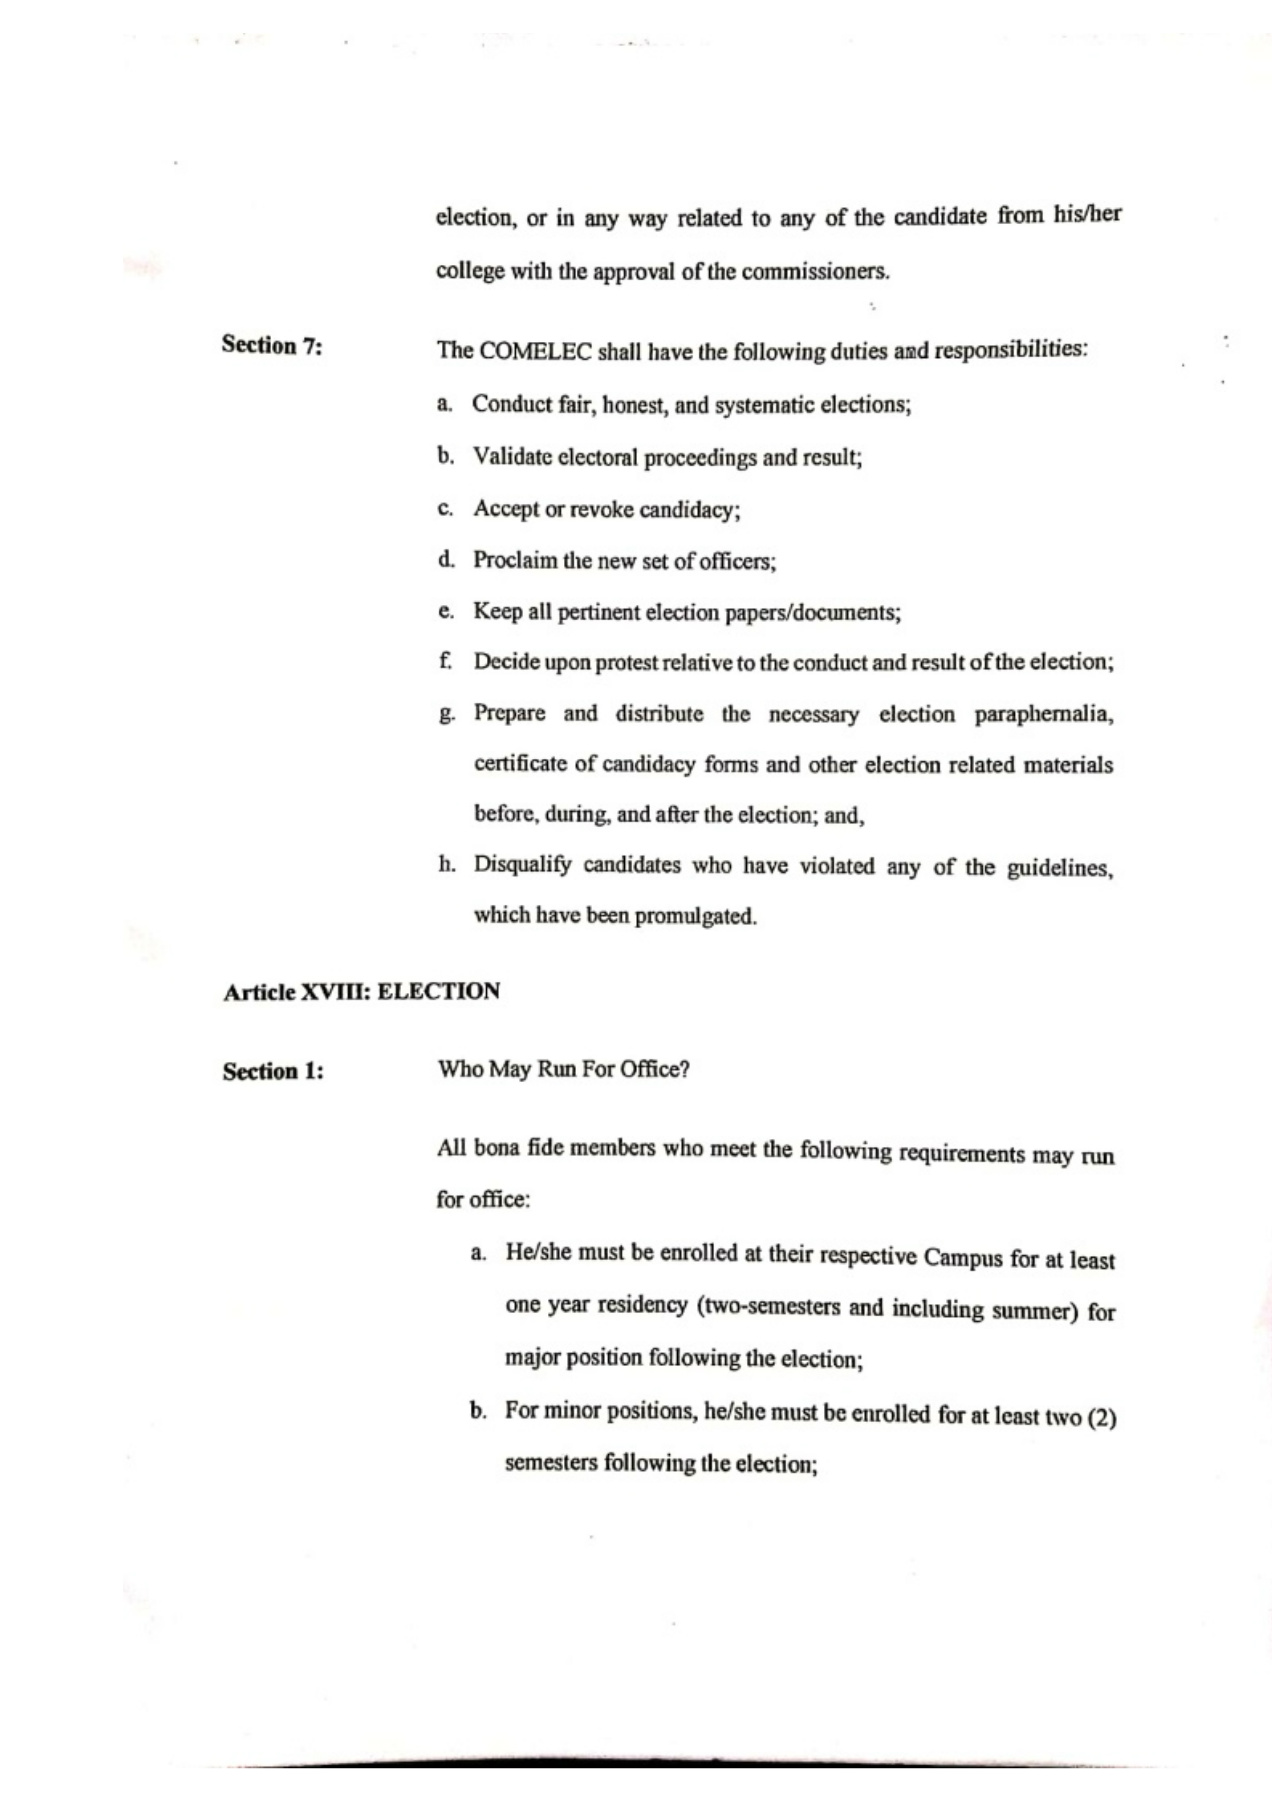 election, or in any way related to any of the candidate from his/her
college with the approval of the commissioners.
Section 7: The COMELEC shall have the following duties and responsibilities:
a. Conduct fair, honest, and systematic elections;
b. Validate electoral proceedings and result;
c. Accept or revoke candidacy;
d. Proclaim the new set of officers;
e. Keep all pertinent election papers/documents;
f. Decide upon protest relative to the conduct and result of the election;
g. Prepare and distribute the necessary election paraphernalia,
certificate of candidacy forms and other election related materials
before, during, and after the election; and,
h. Disqualify candidates who have violated any of the guidelines,
which have been promulgated.
Article XVIII: ELECTION
Section 1: Who May Run For Office?
All bona fide members who meet the following requirements may run
for office:
a. He/she must be enrolled at their respective Campus for at least
one year residency (two-semesters and including summer) for
major position following the election;
b. For minor positions, he/she must be enrolled for at least two (2)
semesters following the election;